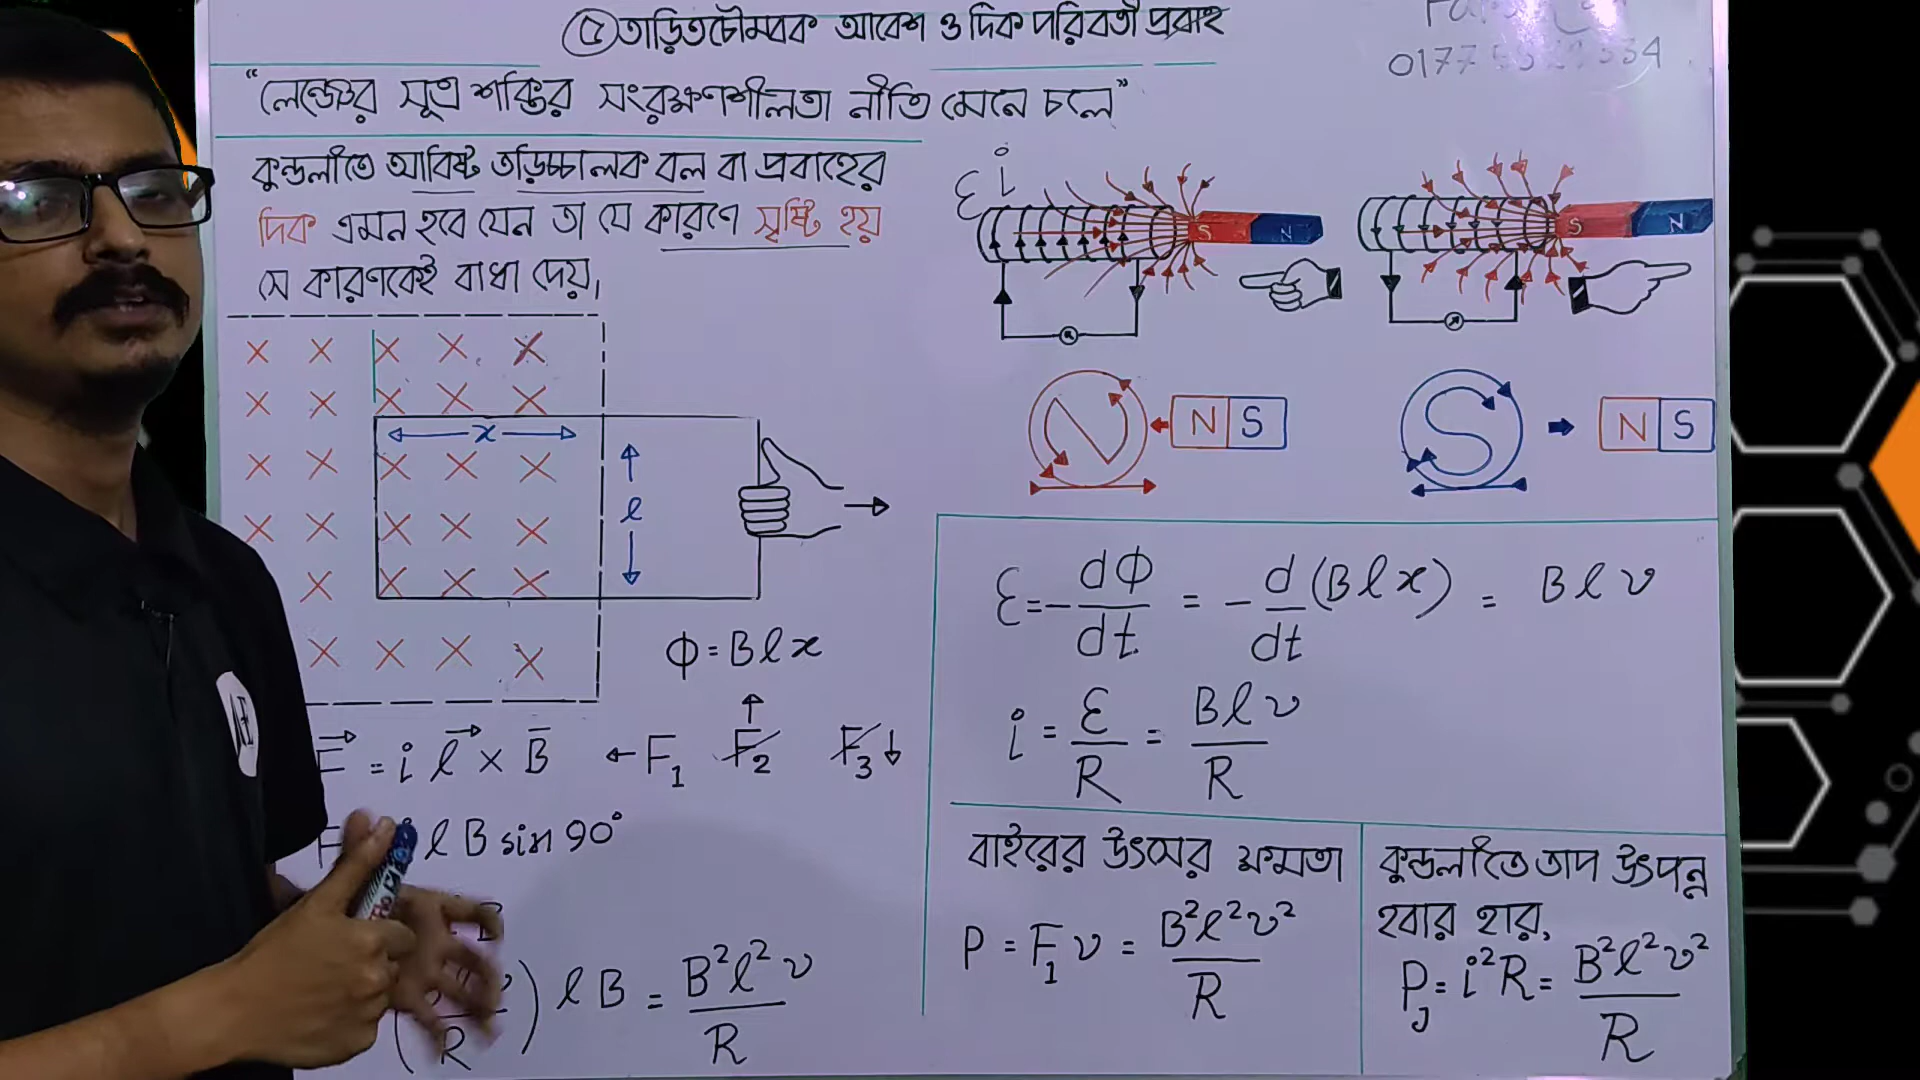 ৫ তাড়িতচৌম্বক আবেশ ও দিক পরিবর্তী প্রবাহ
"লেন্জের সূত্র শক্তির সংরক্ষণশীলতা নীতি মেনে চলে"
কুন্ডলীতে আবিষ্ট তড়িচ্চালক বল বা প্রবাহের
দিক এমন হবে যেন তা যে কারণে সৃষ্টি হয়
সে কারণকেই বাধা দেয়,
ε i
S N
S N
N N S
S N S
x
l
φ = Blx
ε = - dφ/dt = - d/dt (Blx) = Blv
i = ε/R = Blv/R
F = i l × B ← F₁ ↑ F₂ F₃ ↓
l B sin 90°
R ) l B = B²l²v/R
বাইরের উৎসের ক্ষমতা
P = F₁v = B²l²v²/R
কুন্ডলীতে তাপ উৎপন্ন
হবার হার,
P_J = i²R = B²l²v²/R